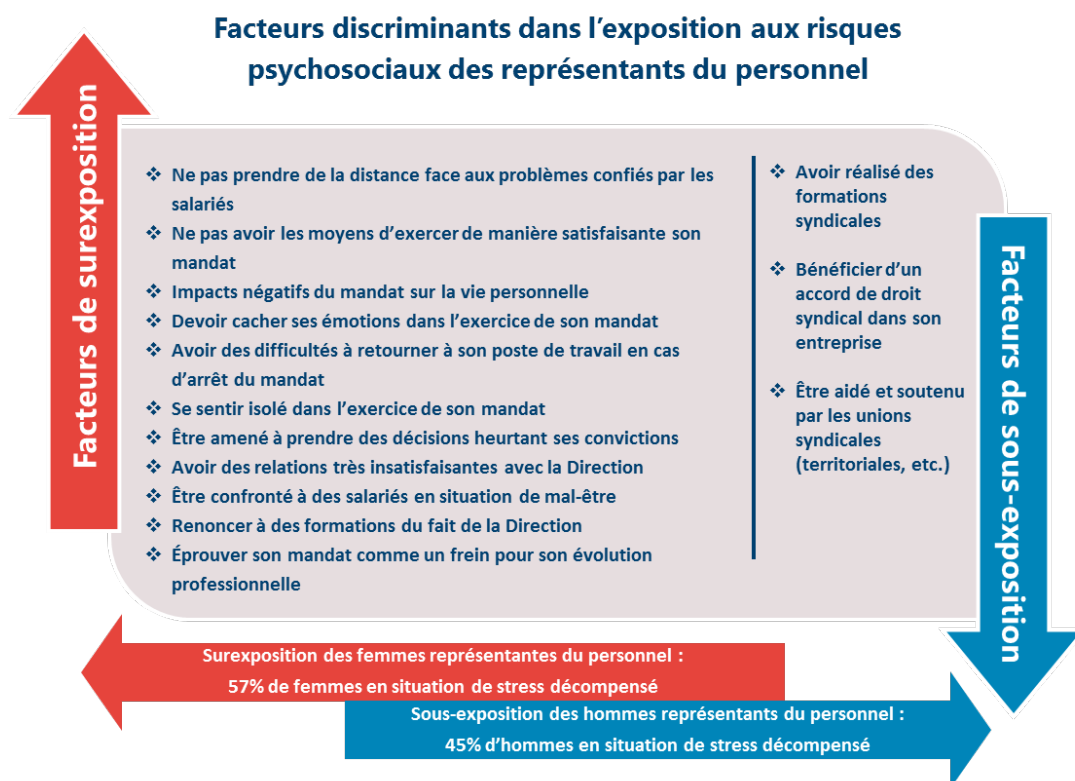 Facteurs discriminants dans l’exposition aux risques
psychosociaux des représentants du personnel
Facteurs de surexposition
❖ Ne pas prendre de la distance face aux problèmes confiés par les
salariés
❖ Ne pas avoir les moyens d’exercer de manière satisfaisante son
mandat
❖ Impacts négatifs du mandat sur la vie personnelle
❖ Devoir cacher ses émotions dans l’exercice de son mandat
❖ Avoir des difficultés à retourner à son poste de travail en cas
d’arrêt du mandat
❖ Se sentir isolé dans l’exercice de son mandat
❖ Être amené à prendre des décisions heurtant ses convictions
❖ Avoir des relations très insatisfaisantes avec la Direction
❖ Être confronté à des salariés en situation de mal-être
❖ Renoncer à des formations du fait de la Direction
❖ Éprouver son mandat comme un frein pour son évolution
professionnelle
❖ Avoir réalisé des
formations
syndicales
❖ Bénéficier d’un
accord de droit
syndical dans son
entreprise
❖ Être aidé et soutenu
par les unions
syndicales
(territoriales, etc.)
Facteurs de sous-exposition
Surexposition des femmes représentantes du personnel :
57% de femmes en situation de stress décompensé
Sous-exposition des hommes représentants du personnel :
45% d’hommes en situation de stress décompensé